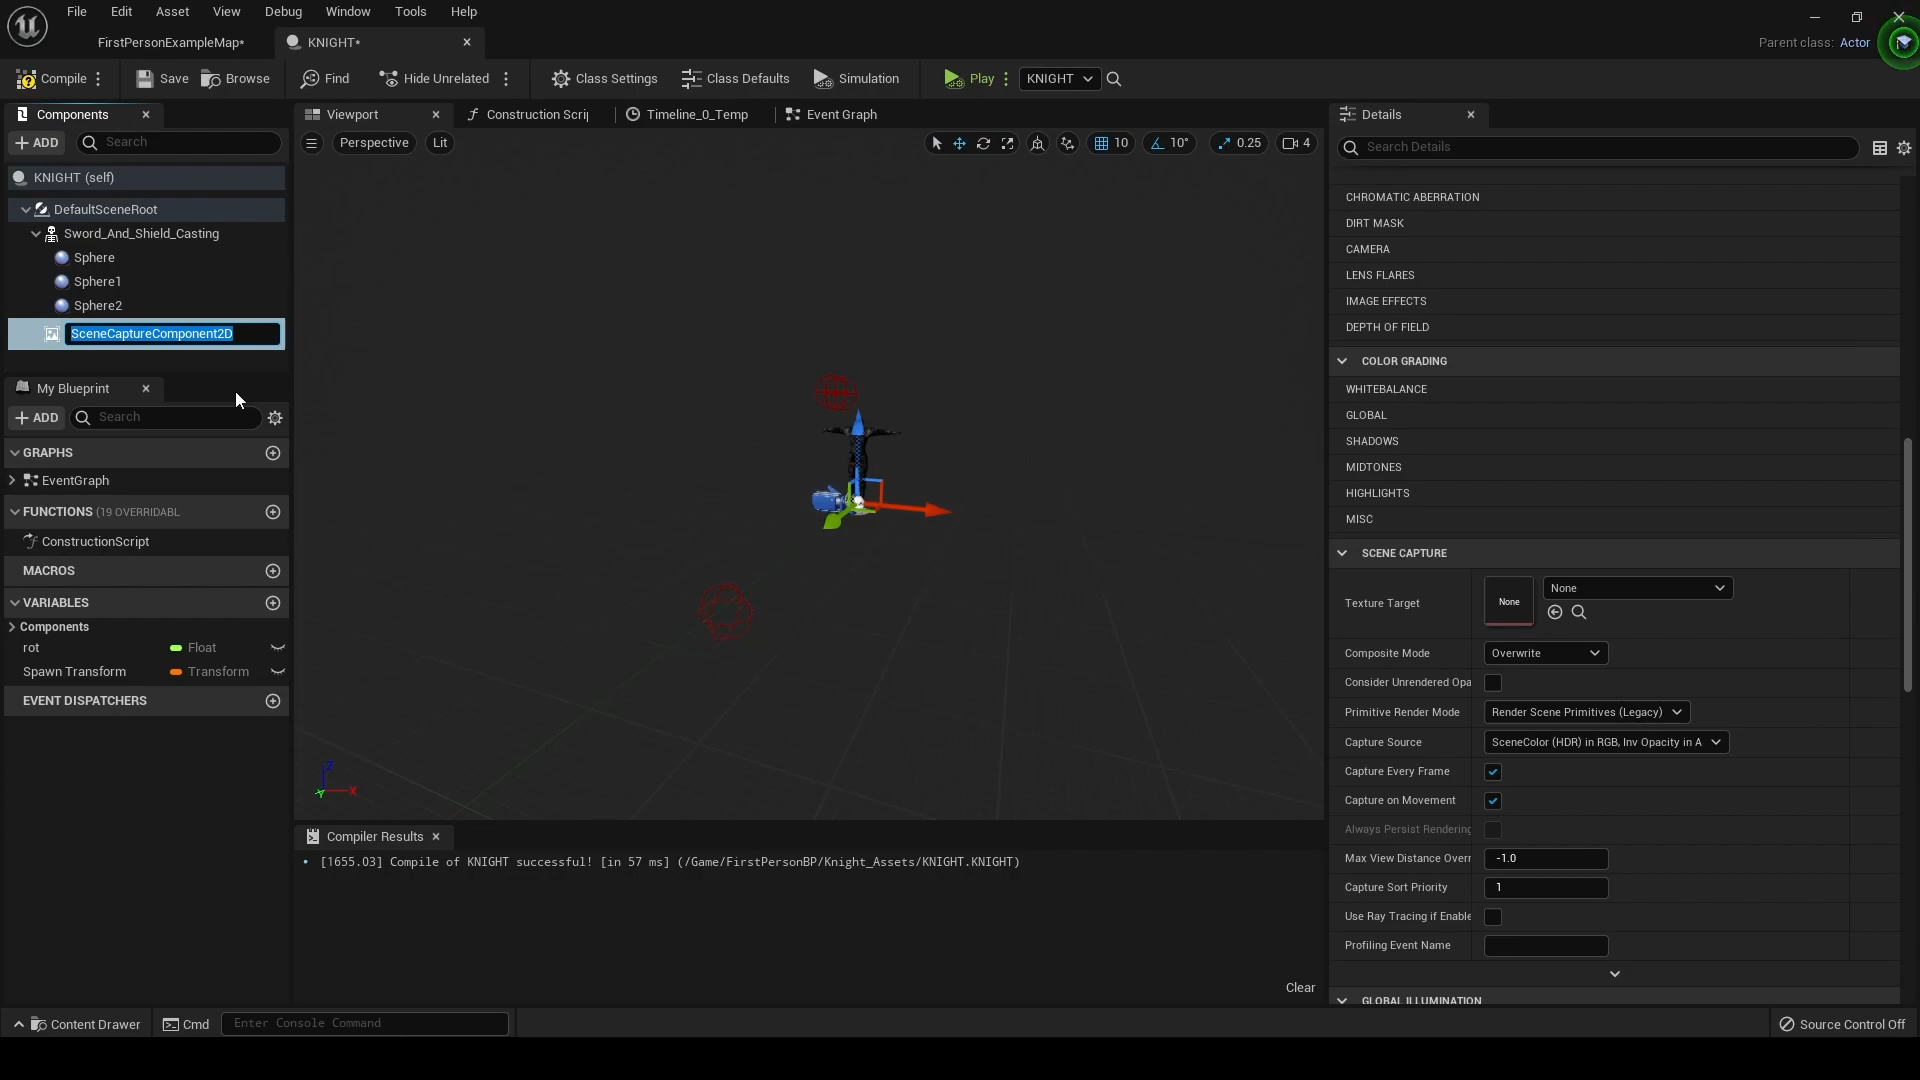 File Edit Asset View Debug Window Tools Help
FirstPersonExampleMap*
KNIGHT*
Parent class: Actor
Compile
Save
Browse
Find
Hide Unrelated
Class Settings
Class Defaults
Simulation
Play
KNIGHT
Components
Viewport
Construction Scri
Timeline_0_Temp
Event Graph
Details
ADD
Search
Perspective
Lit
10
10°
0.25
4
Search Details
KNIGHT (self)
DefaultSceneRoot
Sword_And_Shield_Casting
Sphere
Sphere1
Sphere2
SceneCaptureComponent2D
My Blueprint
ADD
Search
GRAPHS
EventGraph
FUNCTIONS (19 OVERRIDABL
ConstructionScript
MACROS
VARIABLES
Components
rot Float
Spawn Transform Transform
EVENT DISPATCHERS
Z
X
Y
Compiler Results
[1655.03] Compile of KNIGHT successful! [in 57 ms] (/Game/FirstPersonBP/Knight_Assets/KNIGHT.KNIGHT)
Clear
CHROMATIC ABERRATION
DIRT MASK
CAMERA
LENS FLARES
IMAGE EFFECTS
DEPTH OF FIELD
COLOR GRADING
WHITEBALANCE
GLOBAL
SHADOWS
MIDTONES
HIGHLIGHTS
MISC
SCENE CAPTURE
Texture Target None None
Composite Mode Overwrite
Consider Unrendered Opa
Primitive Render Mode Render Scene Primitives (Legacy)
Capture Source SceneColor (HDR) in RGB, Inv Opacity in A
Capture Every Frame
Capture on Movement
Always Persist Rendering
Max View Distance Overr -1.0
Capture Sort Priority 1
Use Ray Tracing if Enable
Profiling Event Name
GLOBAL ILLUMINATION
Content Drawer
Cmd
Enter Console Command
Source Control Off